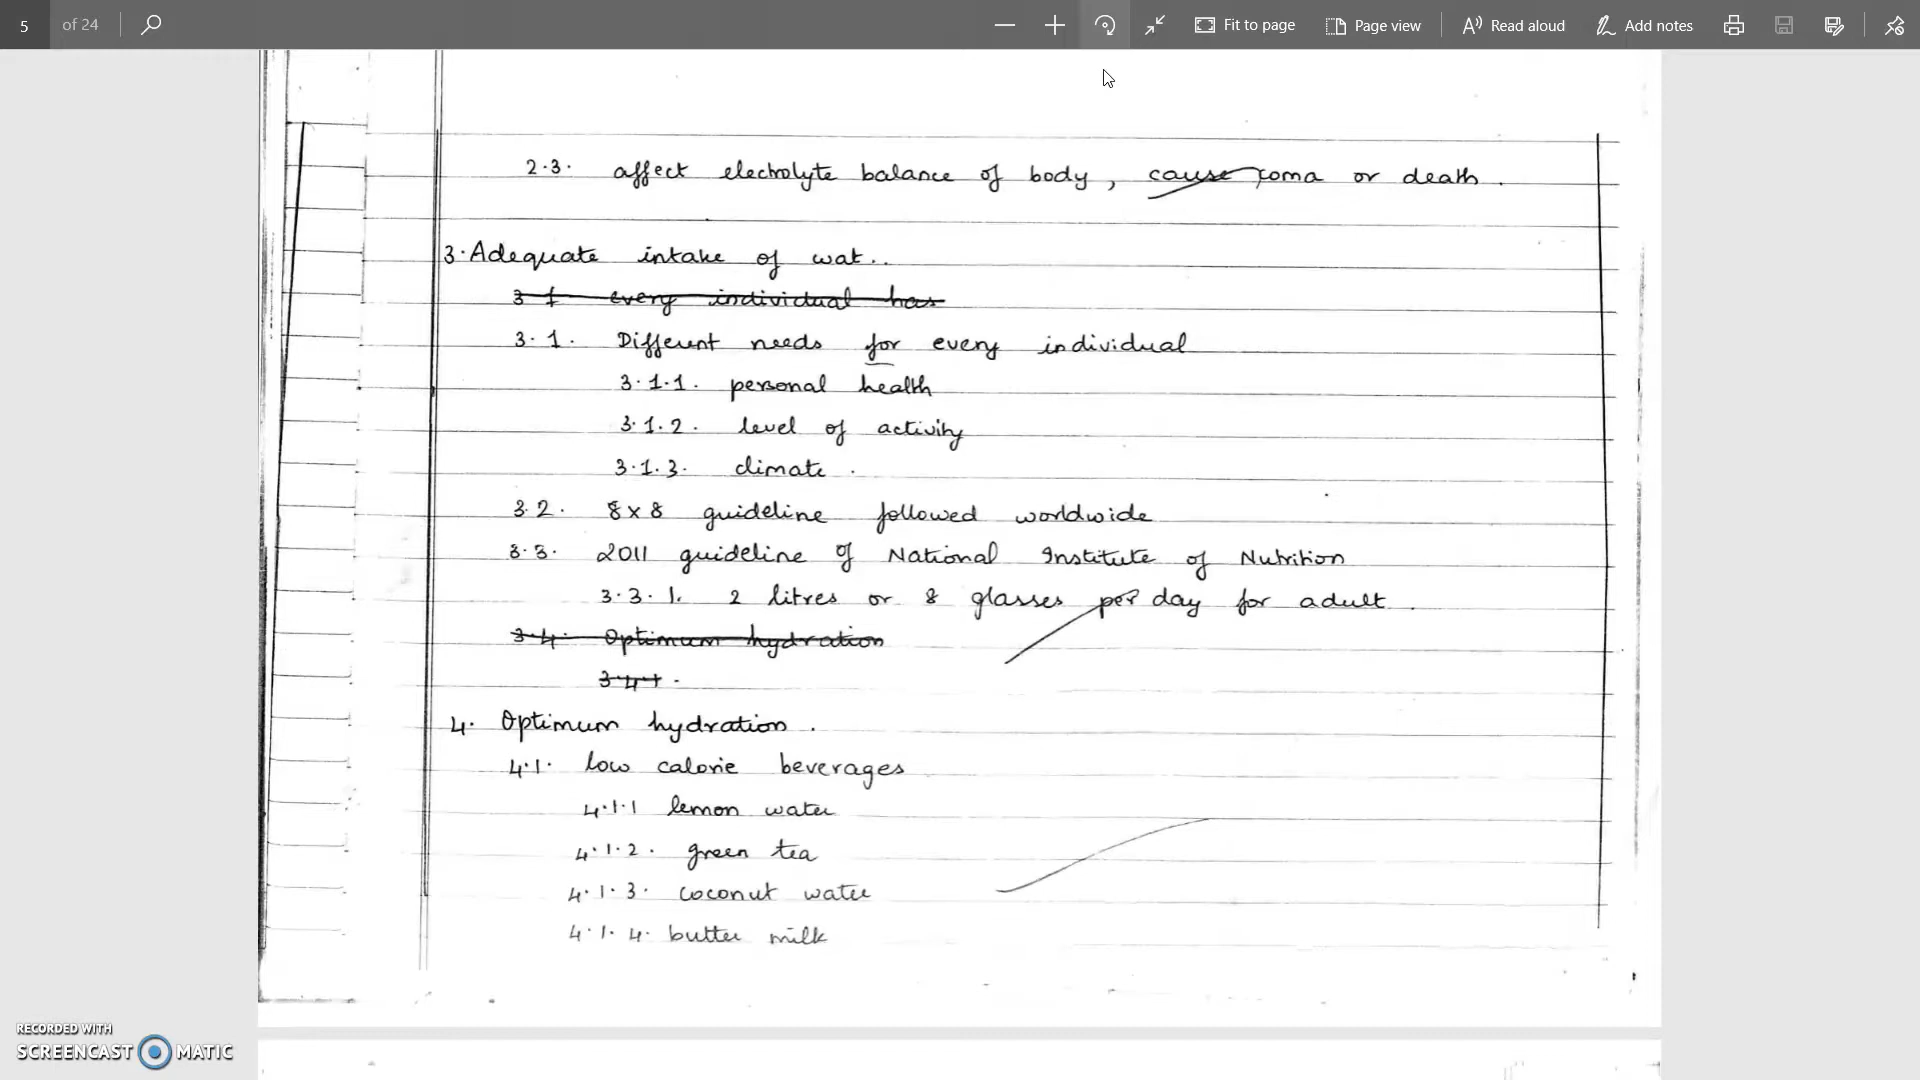 5 of 24 Fit to page Page view Read aloud Add notes
2.3. affect electrolyte balance of body, cause coma or death.
3. Adequate intake of wat..
3.1 every individual has
3.1. Different needs for every individual
3.1.1. personal health
3.1.2. level of activity
3.1.3. climate.
3.2. 8x8 guideline followed worldwide
3.3. 2011 guideline of National Institute of Nutrition
3.3.1. 2 litres or 8 glasses per day for adult.
3.4. Optimum hydration
3.4.1.
4. Optimum hydration.
4.1. low calorie beverages
4.1.1 lemon water
4.1.2. green tea
4.1.3. coconut water
4.1.4. butter milk
RECORDED WITH
SCREENCAST MATIC